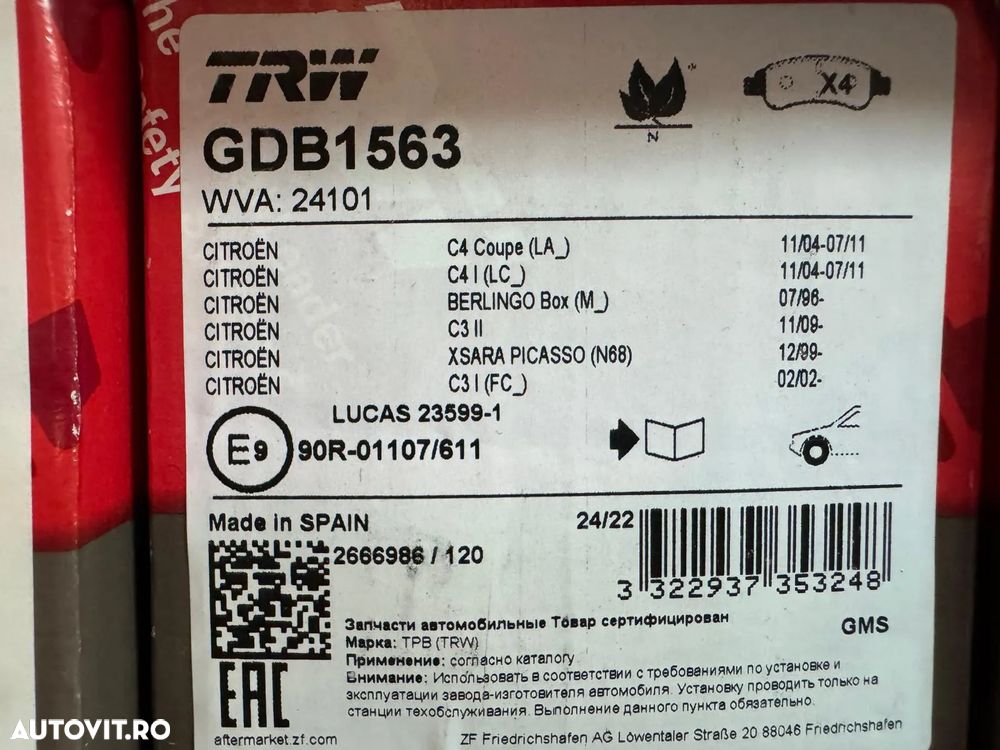 the
safety
TRW
GDB1563
WVA: 24101
X4
N
CITROËN C4 Coupe (LA_) 11/04-07/11
CITROËN C4 I (LC_) 11/04-07/11
CITROËN BERLINGO Box (M_) 07/96-
CITROËN C3 II 11/09-
CITROËN XSARA PICASSO (N68) 12/99-
CITROËN C3 I (FC_) 02/02-
LUCAS 23599-1
E9 90R-01107/611
Made in SPAIN
24/22
2666986 / 120
3 322937 353248
Запчасти автомобильные Товар сертифицирован
Марка: ТРВ (TRW)
GMS
Применение: согласно каталогу
Внимание: Использовать в соответствии с требованиями по установке и
эксплуатации завода-изготовителя автомобиля. Установку проводить только на
станции техобслуживания. Выполнение данного пункта обязательно.
EAC
aftermarket.zf.com
ZF Friedrichshafen AG Löwentaler Straße 20 88046 Friedrichshafen
AUTOVIT.RO